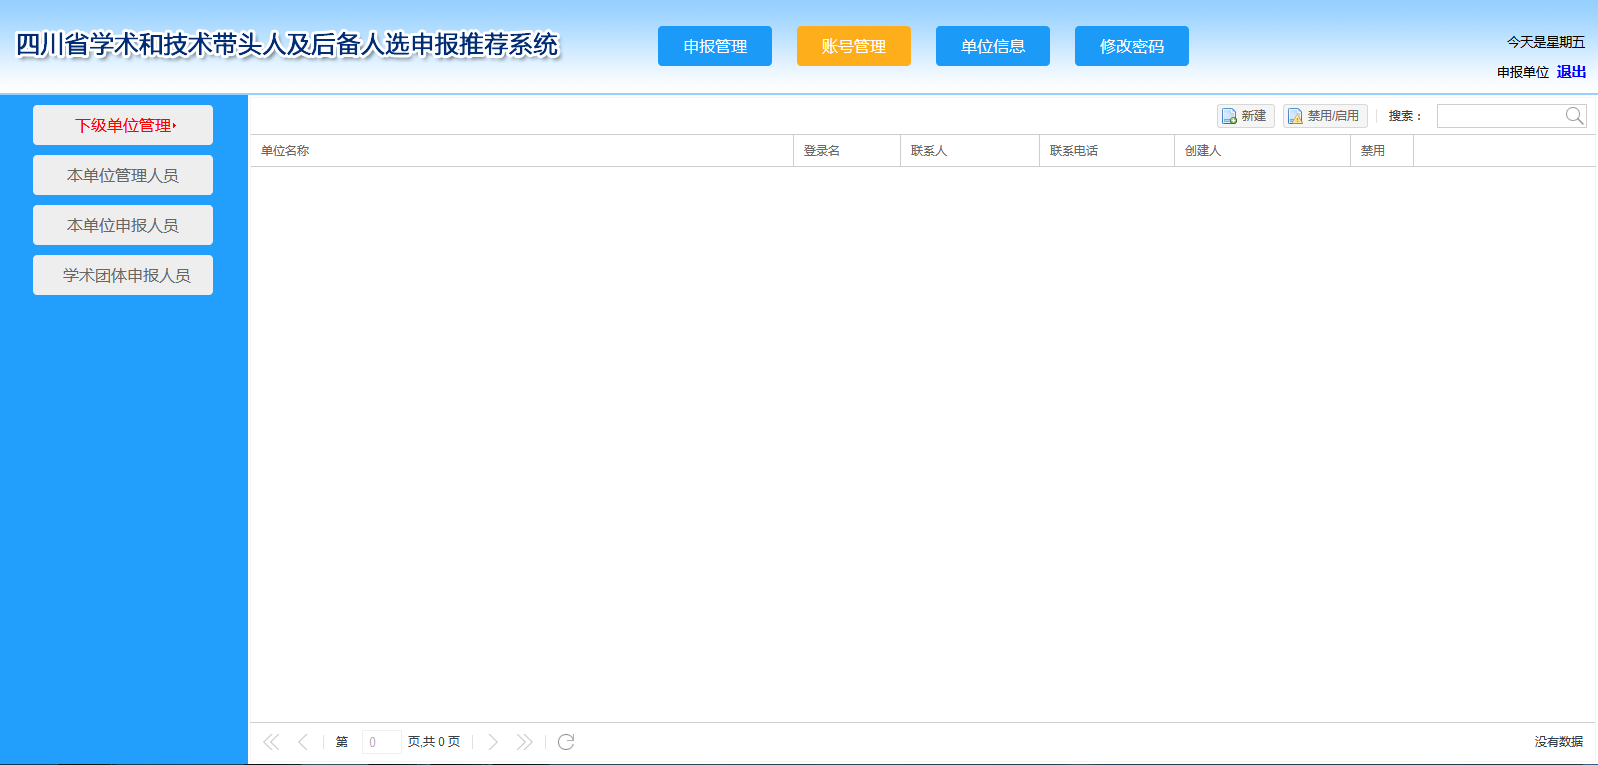 四川省学术和技术带头人及后备人选申报推荐系统
申报管理
账号管理
单位信息
修改密码
今天是星期五
申报单位 退出
下级单位管理
本单位管理人员
本单位申报人员
学术团体申报人员
新建
禁用/启用
搜索：
单位名称
登录名
联系人
联系电话
创建人
禁用
第 0 页,共 0 页
没有数据